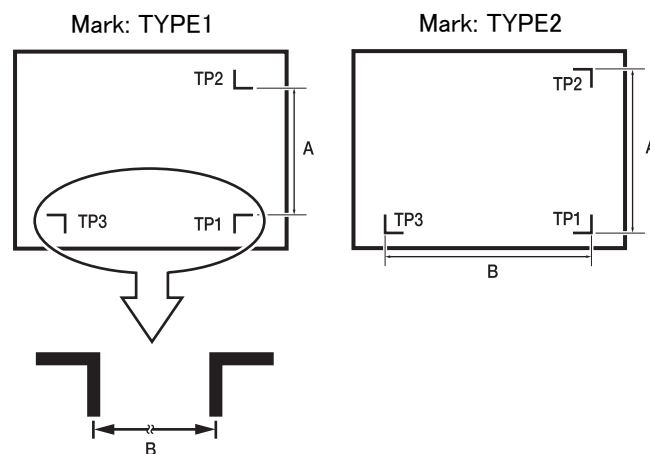 Mark: TYPE1
TP2
A
TP3
TP1
B
Mark: TYPE2
TP2
A
TP3
TP1
B